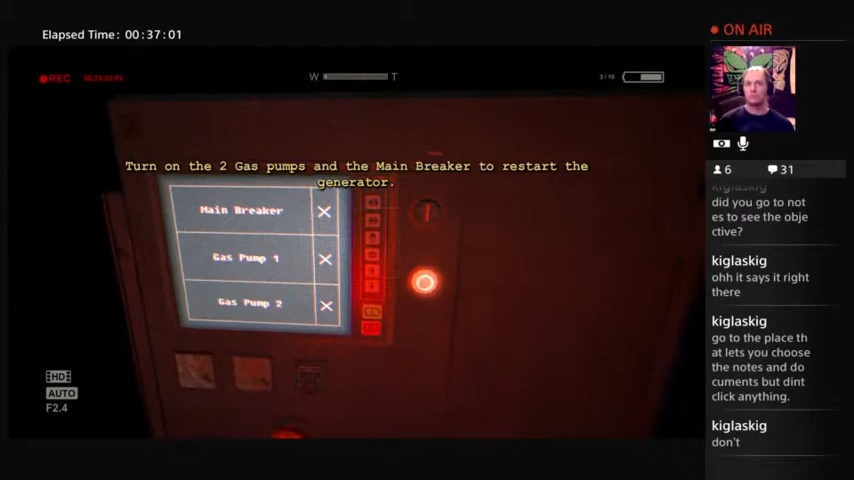 Elapsed Time: 00:37:01
ON AIR
REC
W T
Turn on the 2 Gas pumps and the Main Breaker to restart the
generator.
Main Breaker
Gas Pump 1
Gas Pump 2
HD
AUTO
F2.4
6 31
kiglaskig
did you go to not
es to see the obje
ctive?
kiglaskig
ohh it says it right
there
kiglaskig
go to the place th
at lets you choose
the notes and do
cuments but dint
click anything.
kiglaskig
don't